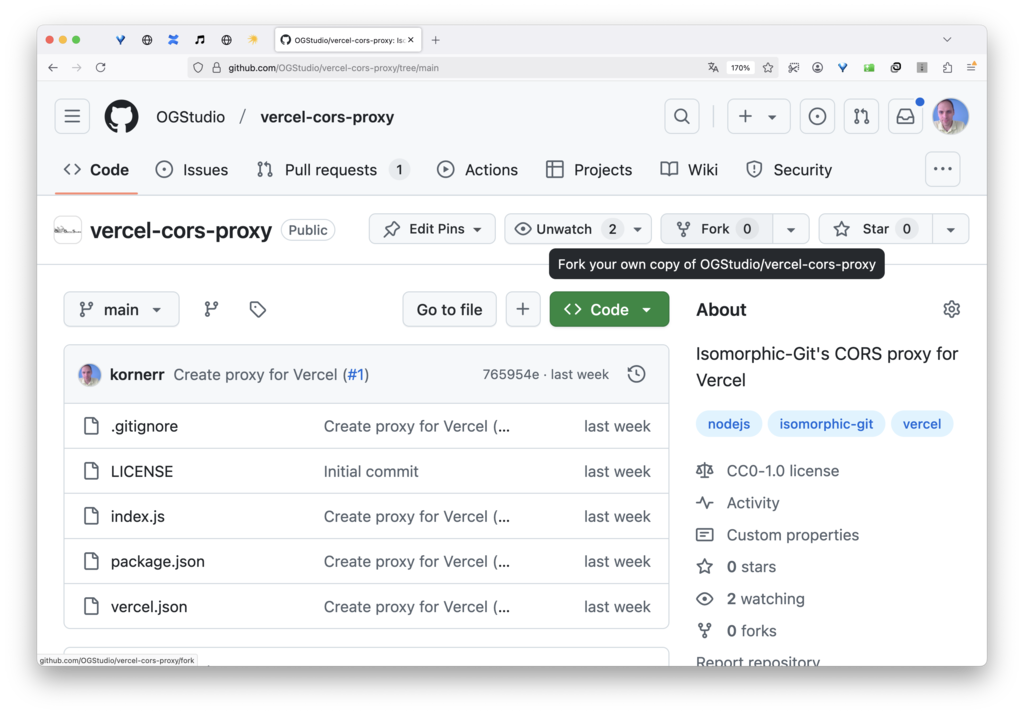 OGStudio/vercel-cors-proxy: Iso
github.com/OGStudio/vercel-cors-proxy/tree/main
170%
OGStudio / vercel-cors-proxy
Code Issues Pull requests 1 Actions Projects Wiki Security
vercel-cors-proxy Public Edit Pins Unwatch 2 Fork 0 Star 0
Fork your own copy of OGStudio/vercel-cors-proxy
main Go to file Code
kornerr Create proxy for Vercel (#1) 765954e · last week
.gitignore Create proxy for Vercel (... last week
LICENSE Initial commit last week
index.js Create proxy for Vercel (... last week
package.json Create proxy for Vercel (... last week
vercel.json Create proxy for Vercel (... last week
About
Isomorphic-Git's CORS proxy for
Vercel
nodejs isomorphic-git vercel
CC0-1.0 license
Activity
Custom properties
0 stars
2 watching
0 forks
Report repository
github.com/OGStudio/vercel-cors-proxy/fork